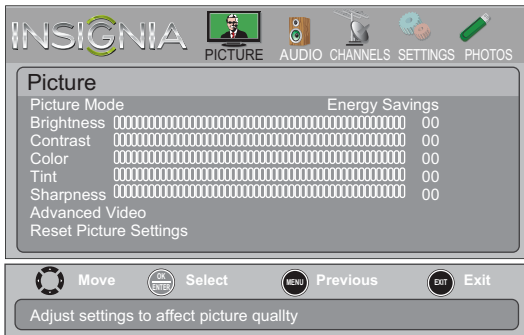 INSIGNIA
PICTURE AUDIO CHANNELS SETTINGS PHOTOS
Picture
Picture Mode Energy Savings
Brightness 00
Contrast 00
Color 00
Tint 00
Sharpness 00
Advanced Video
Reset Picture Settings
Move OK ENTER Select MENU Previous EXIT Exit
Adjust settings to affect picture quallty